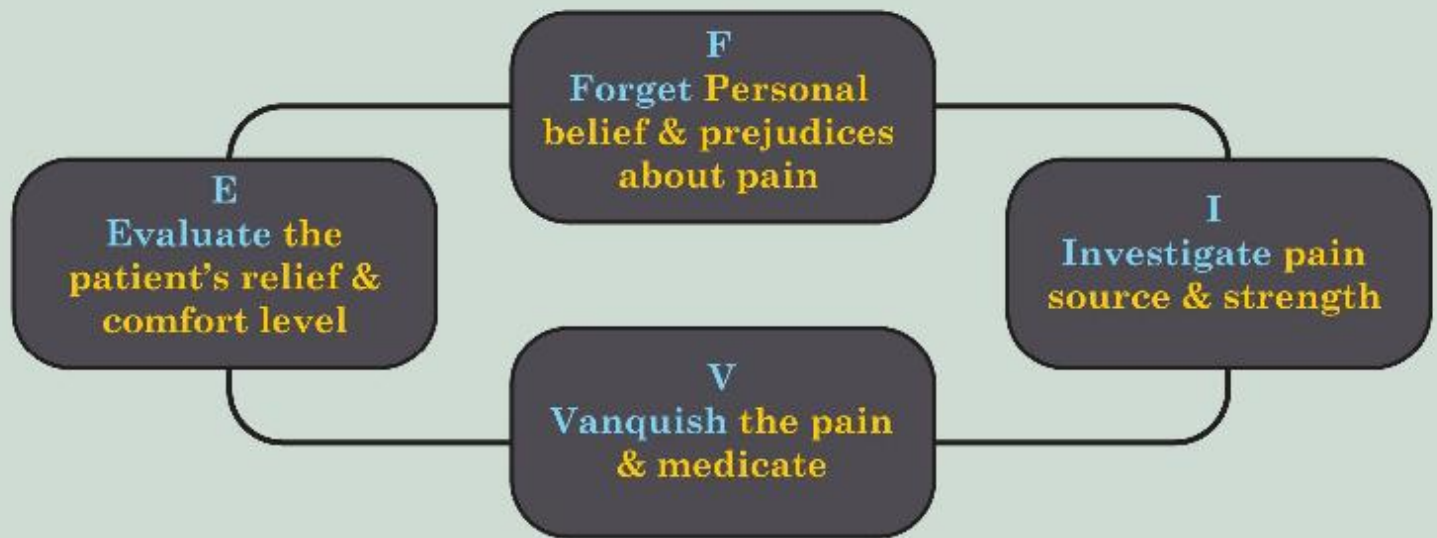 F
Forget Personal
belief & prejudices
about pain
I
Investigate pain
source & strength
V
Vanquish the pain
& medicate
E
Evaluate the
patient's relief &
comfort level